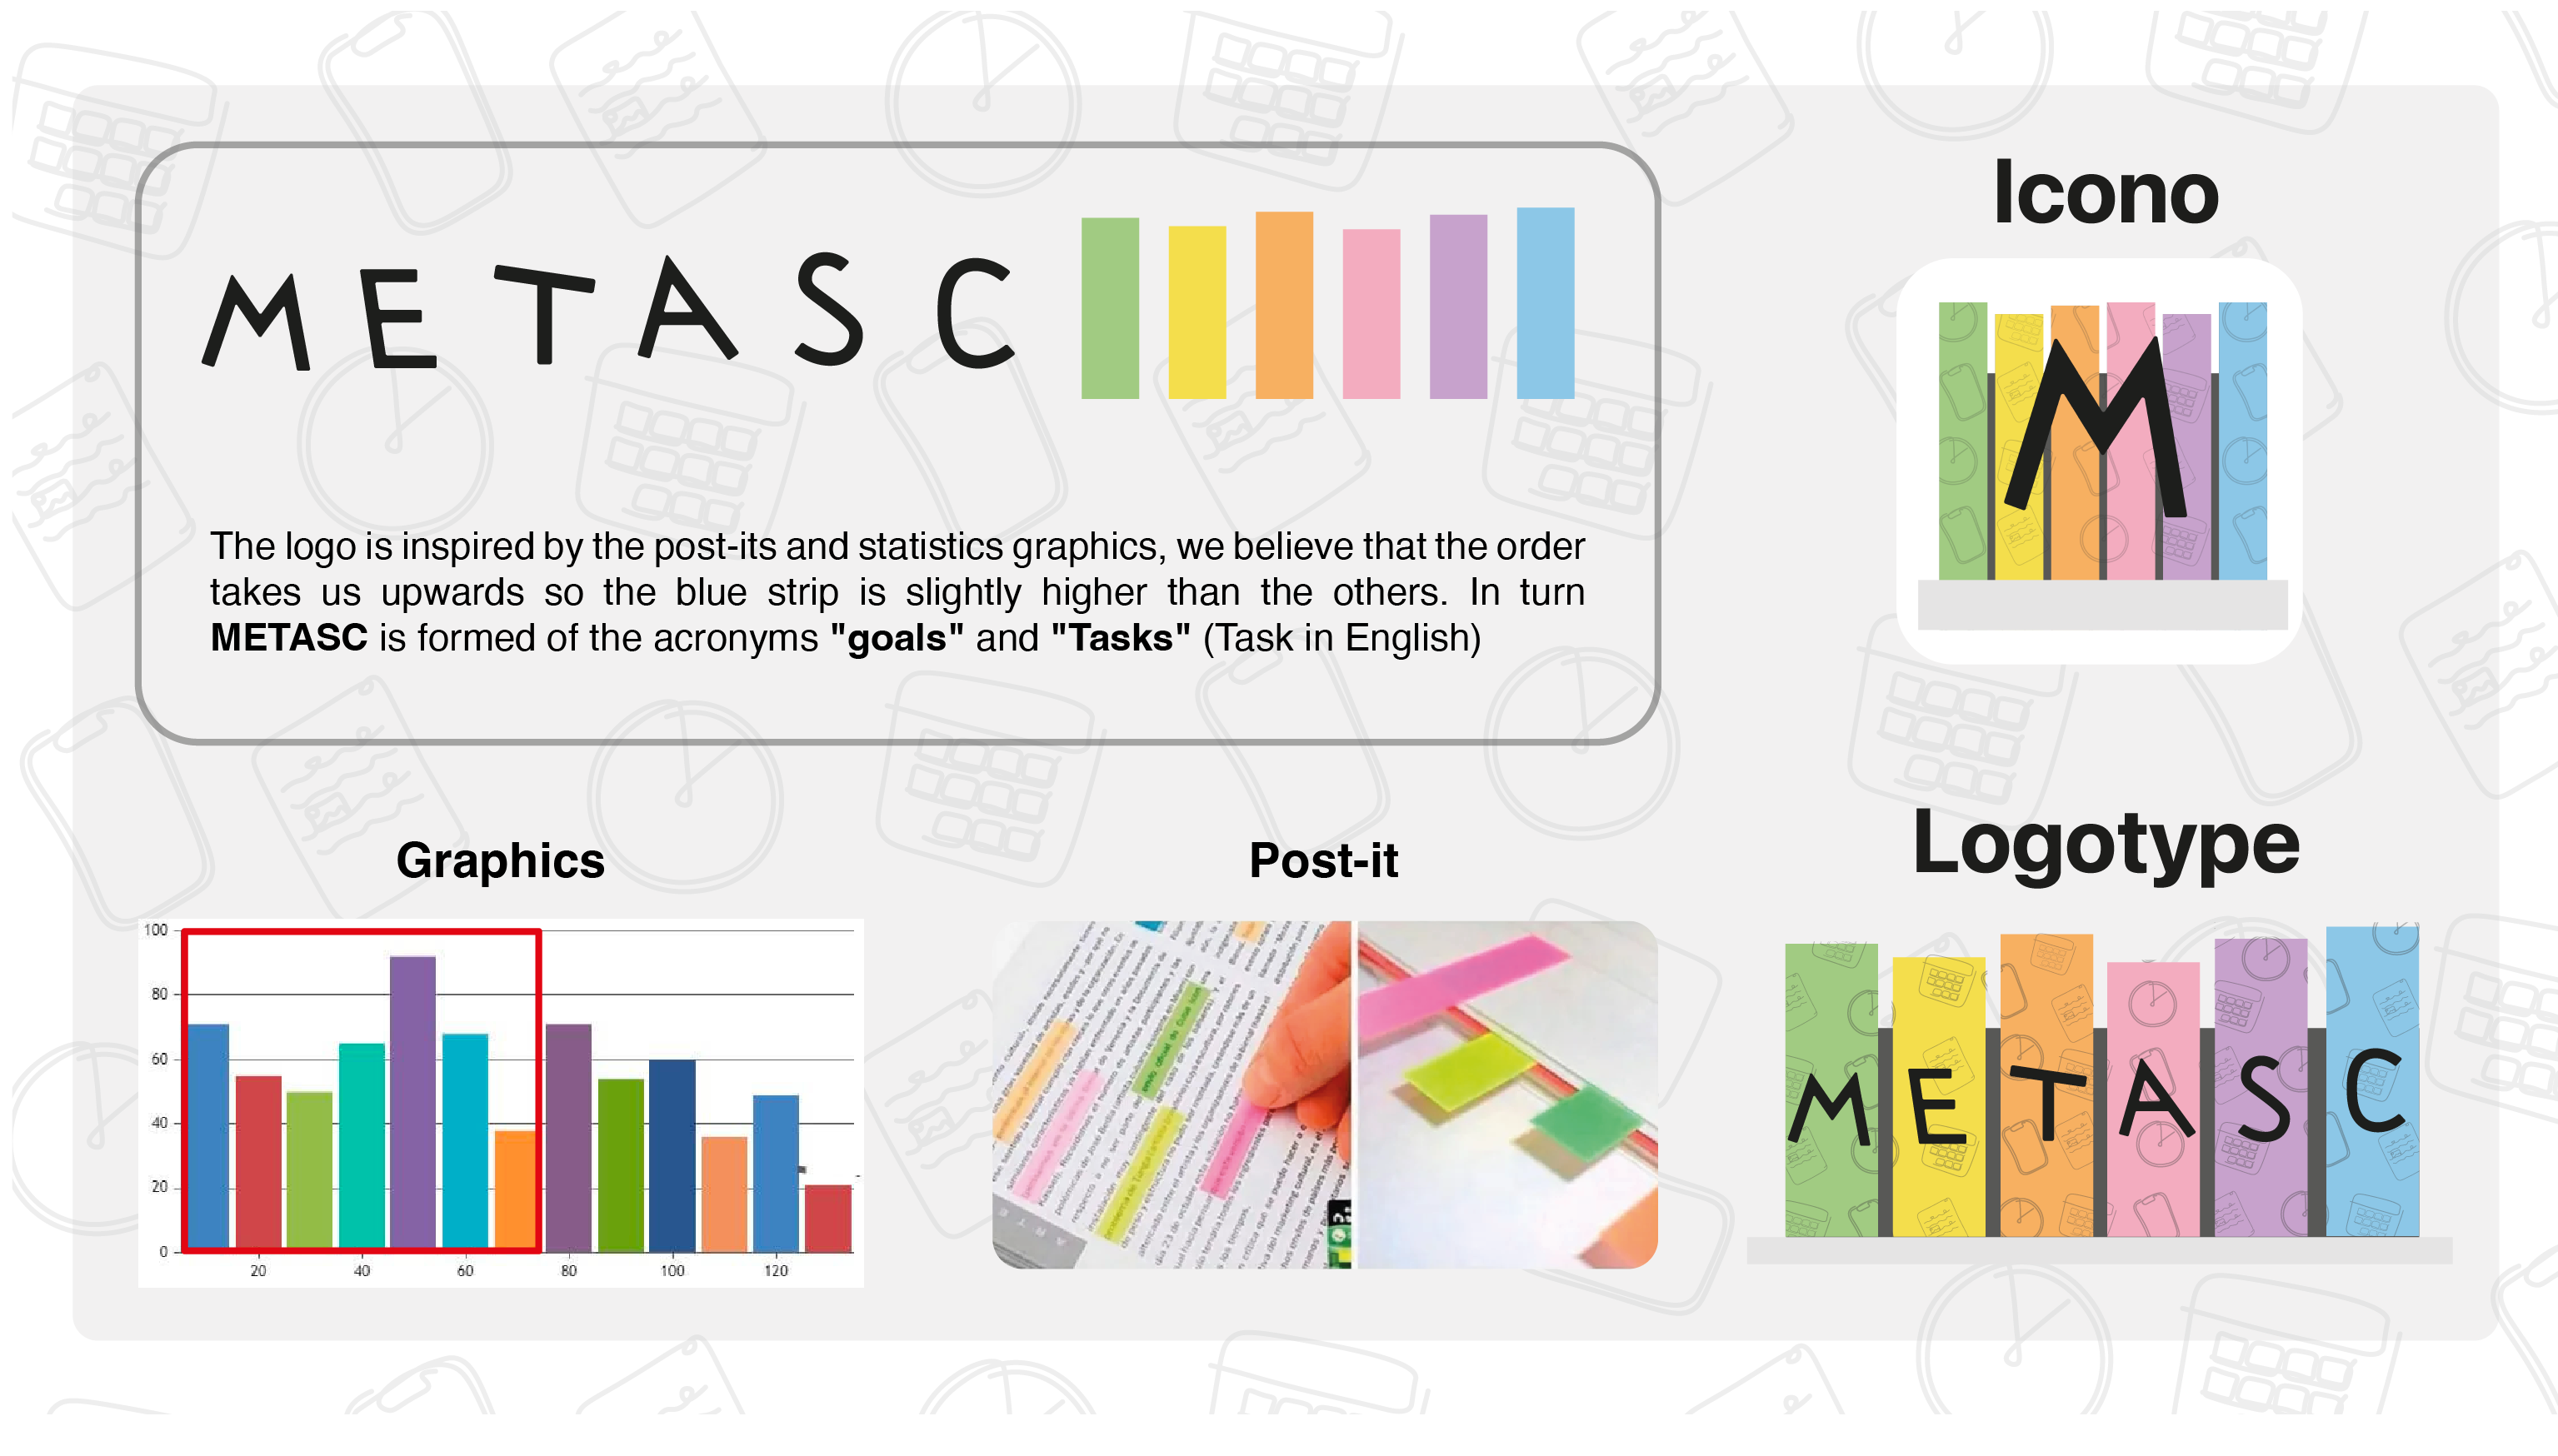 METASC
The logo is inspired by the post-its and statistics graphics, we believe that the order
takes us upwards so the blue strip is slightly higher than the others. In turn
METASC is formed of the acronyms "goals" and "Tasks" (Task in English)
Icono
M
Graphics
100
80
60
40
20
0
20 40 60 80 100 120
Post-it
ARTE
Logotype
METASC